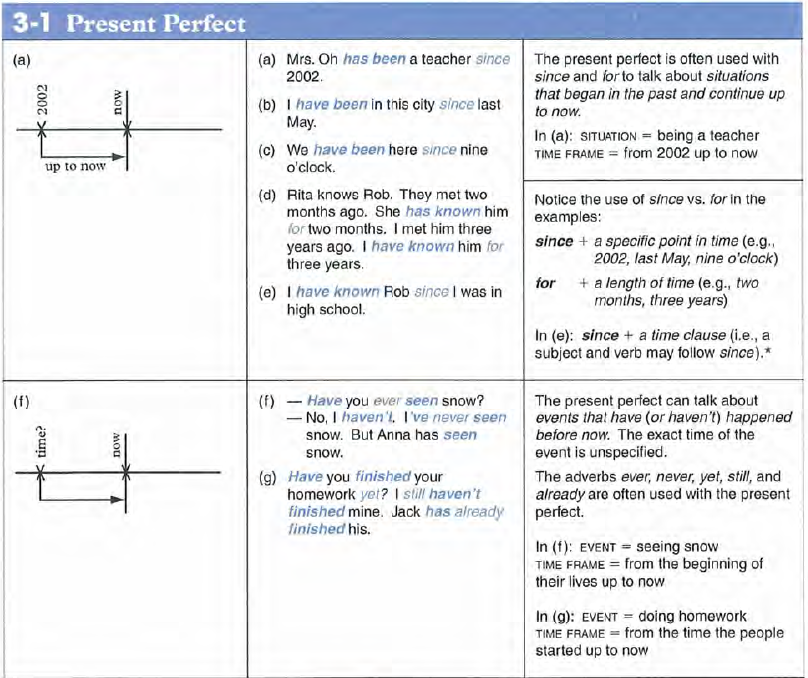 3-1 Present Perfect
(a)
2002
now
up to now
(a) Mrs. Oh has been a teacher since
2002.
(b) I have been in this city since last
May.
(c) We have been here since nine
o'clock.
(d) Rita knows Rob. They met two
months ago. She has known him
for two months. I met him three
years ago. I have known him for
three years.
(e) I have known Rob since I was in
high school.
The present perfect is often used with
since and for to talk about situations
that began in the past and continue up
to now.
In (a): SITUATION = being a teacher
TIME FRAME = from 2002 up to now
Notice the use of since vs. for in the
examples:
since + a specific point in time (e.g.,
2002, last May, nine o'clock)
for + a length of time (e.g., two
months, three years)
In (e): since + a time clause (i.e., a
subject and verb may follow since).*
(f)
time?
now
(f) — Have you ever seen snow?
— No, I haven't. I've never seen
snow. But Anna has seen
snow.
(g) Have you finished your
homework yet? I still haven't
finished mine. Jack has already
finished his.
The present perfect can talk about
events that have (or haven't) happened
before now. The exact time of the
event is unspecified.
The adverbs ever, never, yet, still, and
already are often used with the present
perfect.
In (f): EVENT = seeing snow
TIME FRAME = from the beginning of
their lives up to now
In (g): EVENT = doing homework
TIME FRAME = from the time the people
started up to now